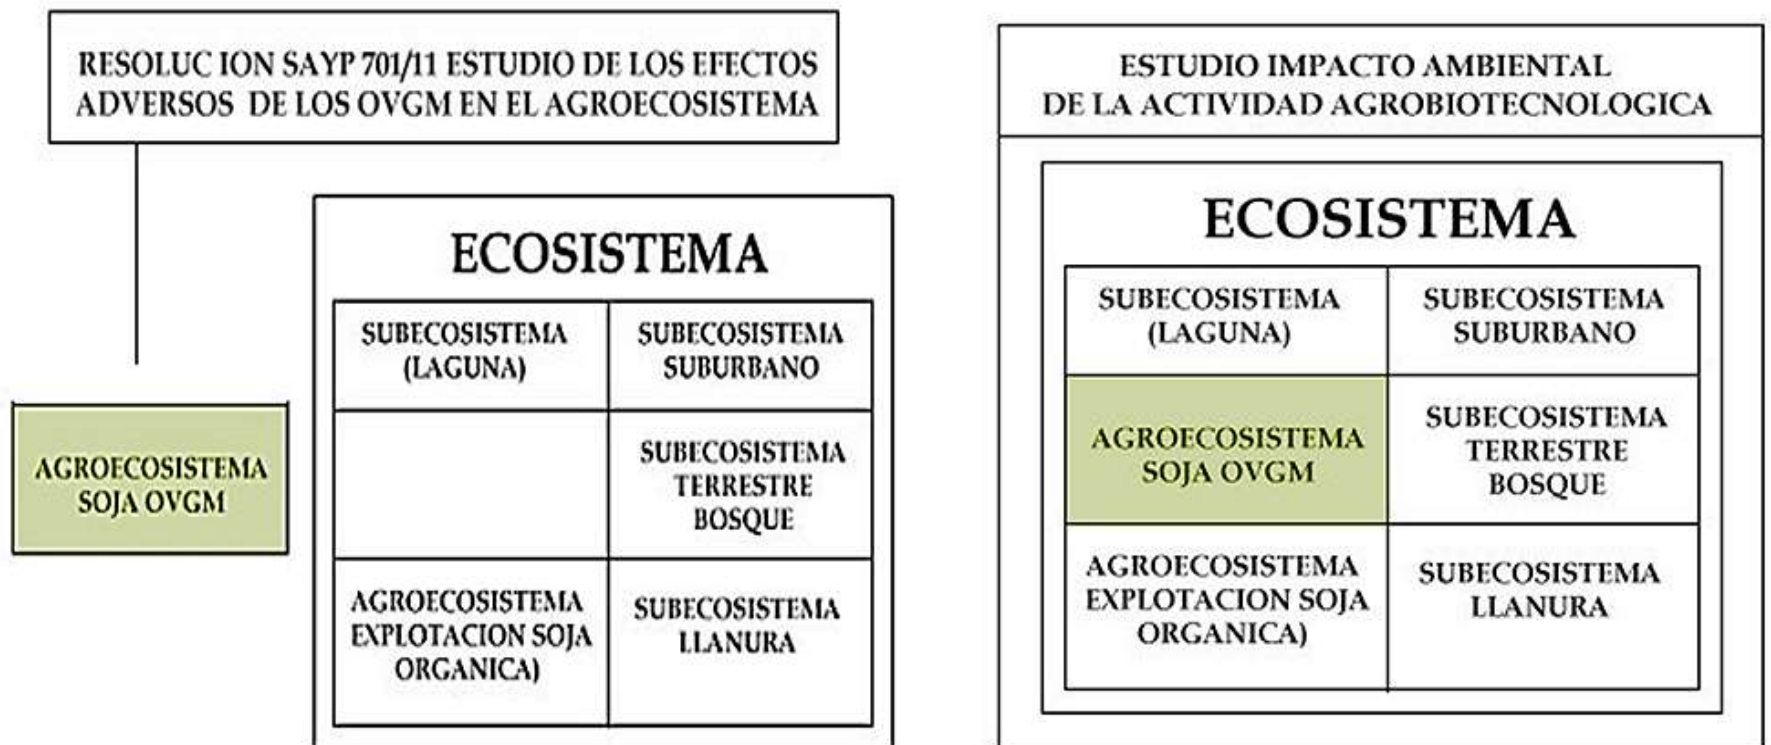 RESOLUC ION SAYP 701/11 ESTUDIO DE LOS EFECTOS
ADVERSOS DE LOS OVGM EN EL AGROECOSISTEMA
AGROECOSISTEMA
SOJA OVGM
ECOSISTEMA
SUBECOSISTEMA
(LAGUNA)
SUBECOSISTEMA
SUBURBANO
SUBECOSISTEMA
TERRESTRE
BOSQUE
AGROECOSISTEMA
EXPLOTACION SOJA
ORGANICA)
SUBECOSISTEMA
LLANURA
ESTUDIO IMPACTO AMBIENTAL
DE LA ACTIVIDAD AGROBIOTECNOLOGICA
ECOSISTEMA
SUBECOSISTEMA
(LAGUNA)
SUBECOSISTEMA
SUBURBANO
AGROECOSISTEMA
SOJA OVGM
SUBECOSISTEMA
TERRESTRE
BOSQUE
AGROECOSISTEMA
EXPLOTACION SOJA
ORGANICA)
SUBECOSISTEMA
LLANURA